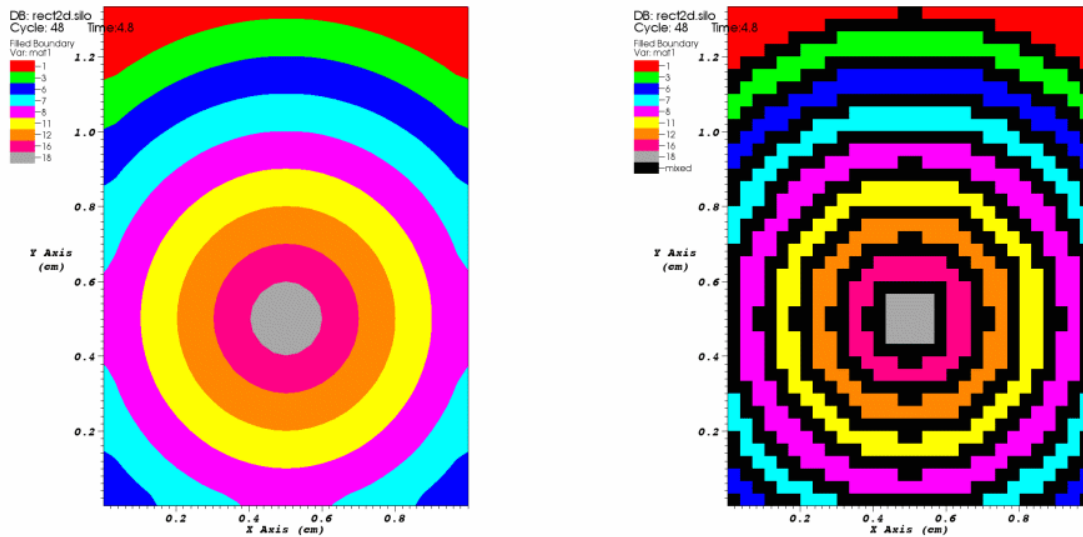 DB: rect2d.silo
Cycle: 48 Time:4.8
Filled Boundary
Var: mat1
1
3
6
7
8
11
12
16
18
1.2
1.0
0.8
0.6
0.4
0.2
Y Axis
(cm)
0.2 0.4 0.6 0.8
X Axis (cm)
DB: rect2d.silo
Cycle: 48 Time:4.8
Filled Boundary
Var: mat1
1
3
6
7
8
11
12
16
18
mixed
1.2
1.0
0.8
0.6
0.4
0.2
Y Axis
(cm)
0.2 0.4 0.6 0.8
X Axis (cm)